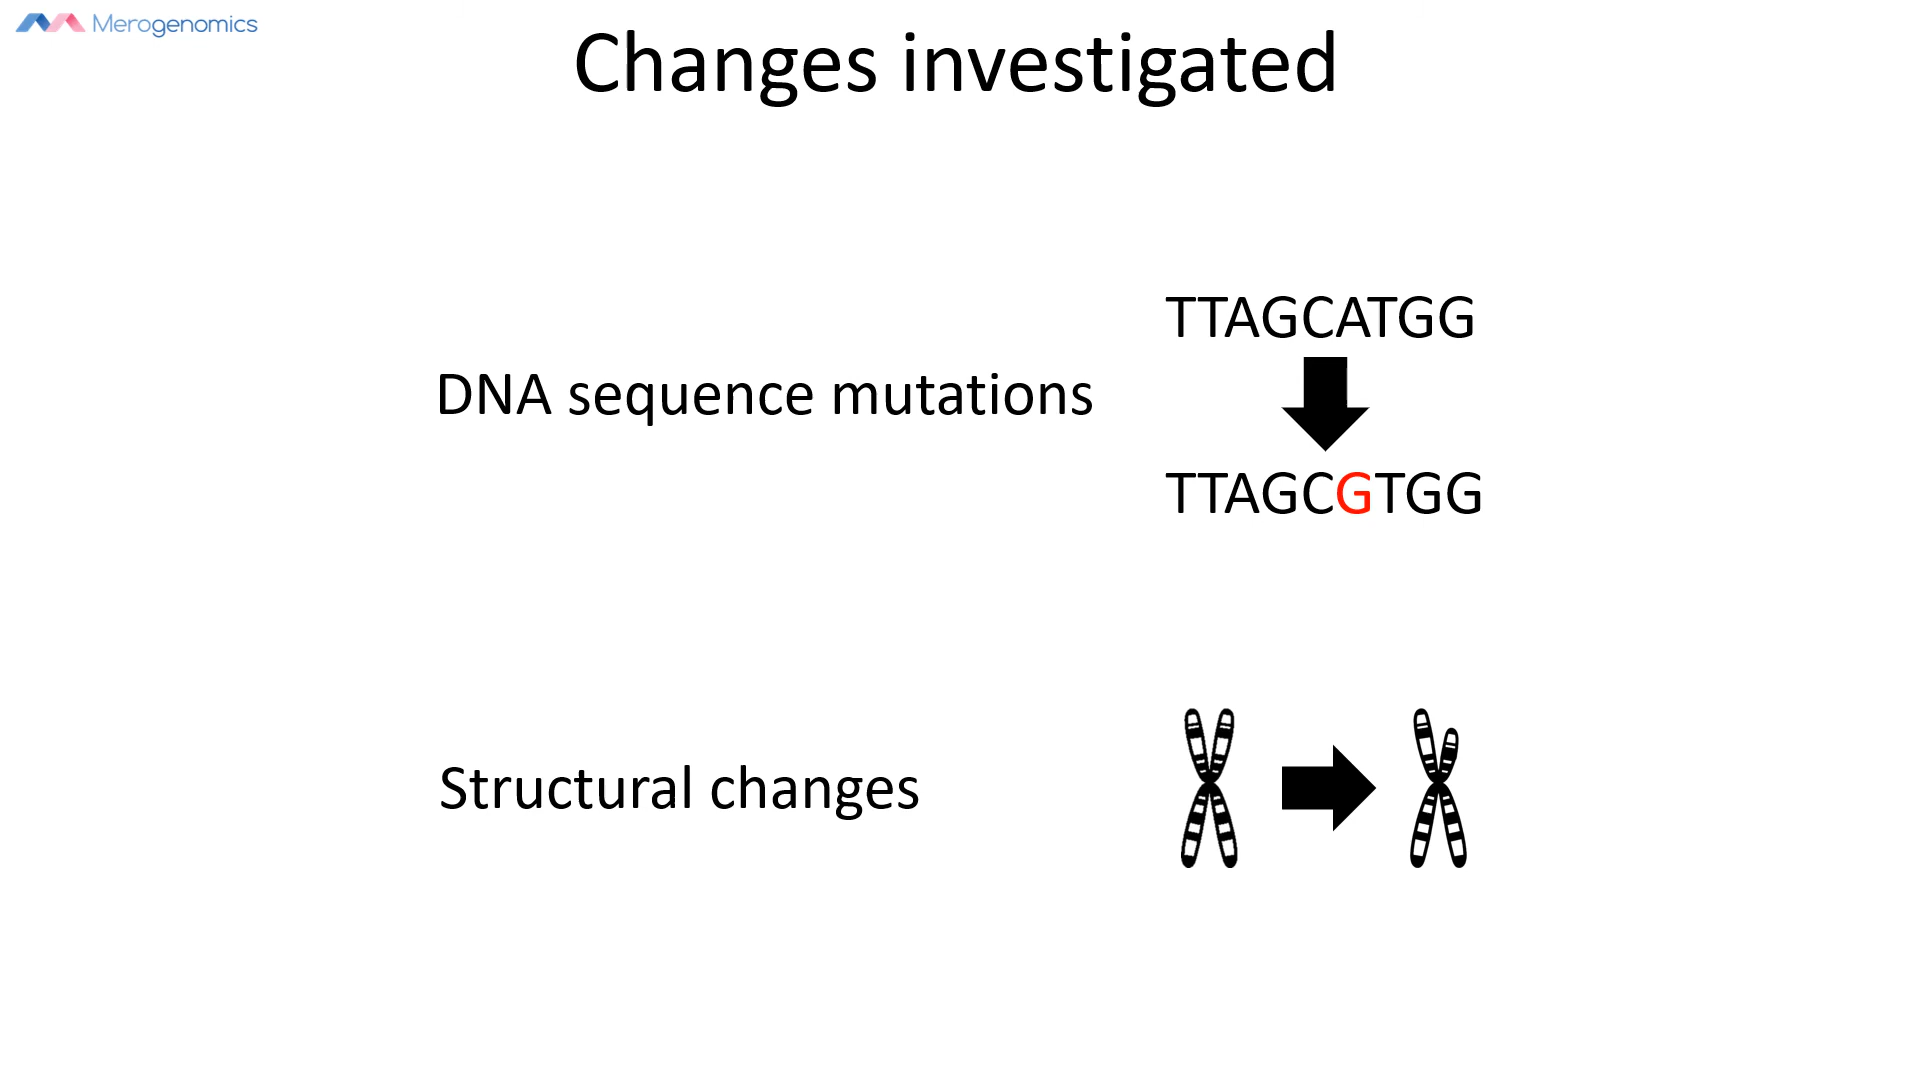 Merogenomics
Changes investigated
TTAGCATGG
DNA sequence mutations
TTAGCGTGG
Structural changes